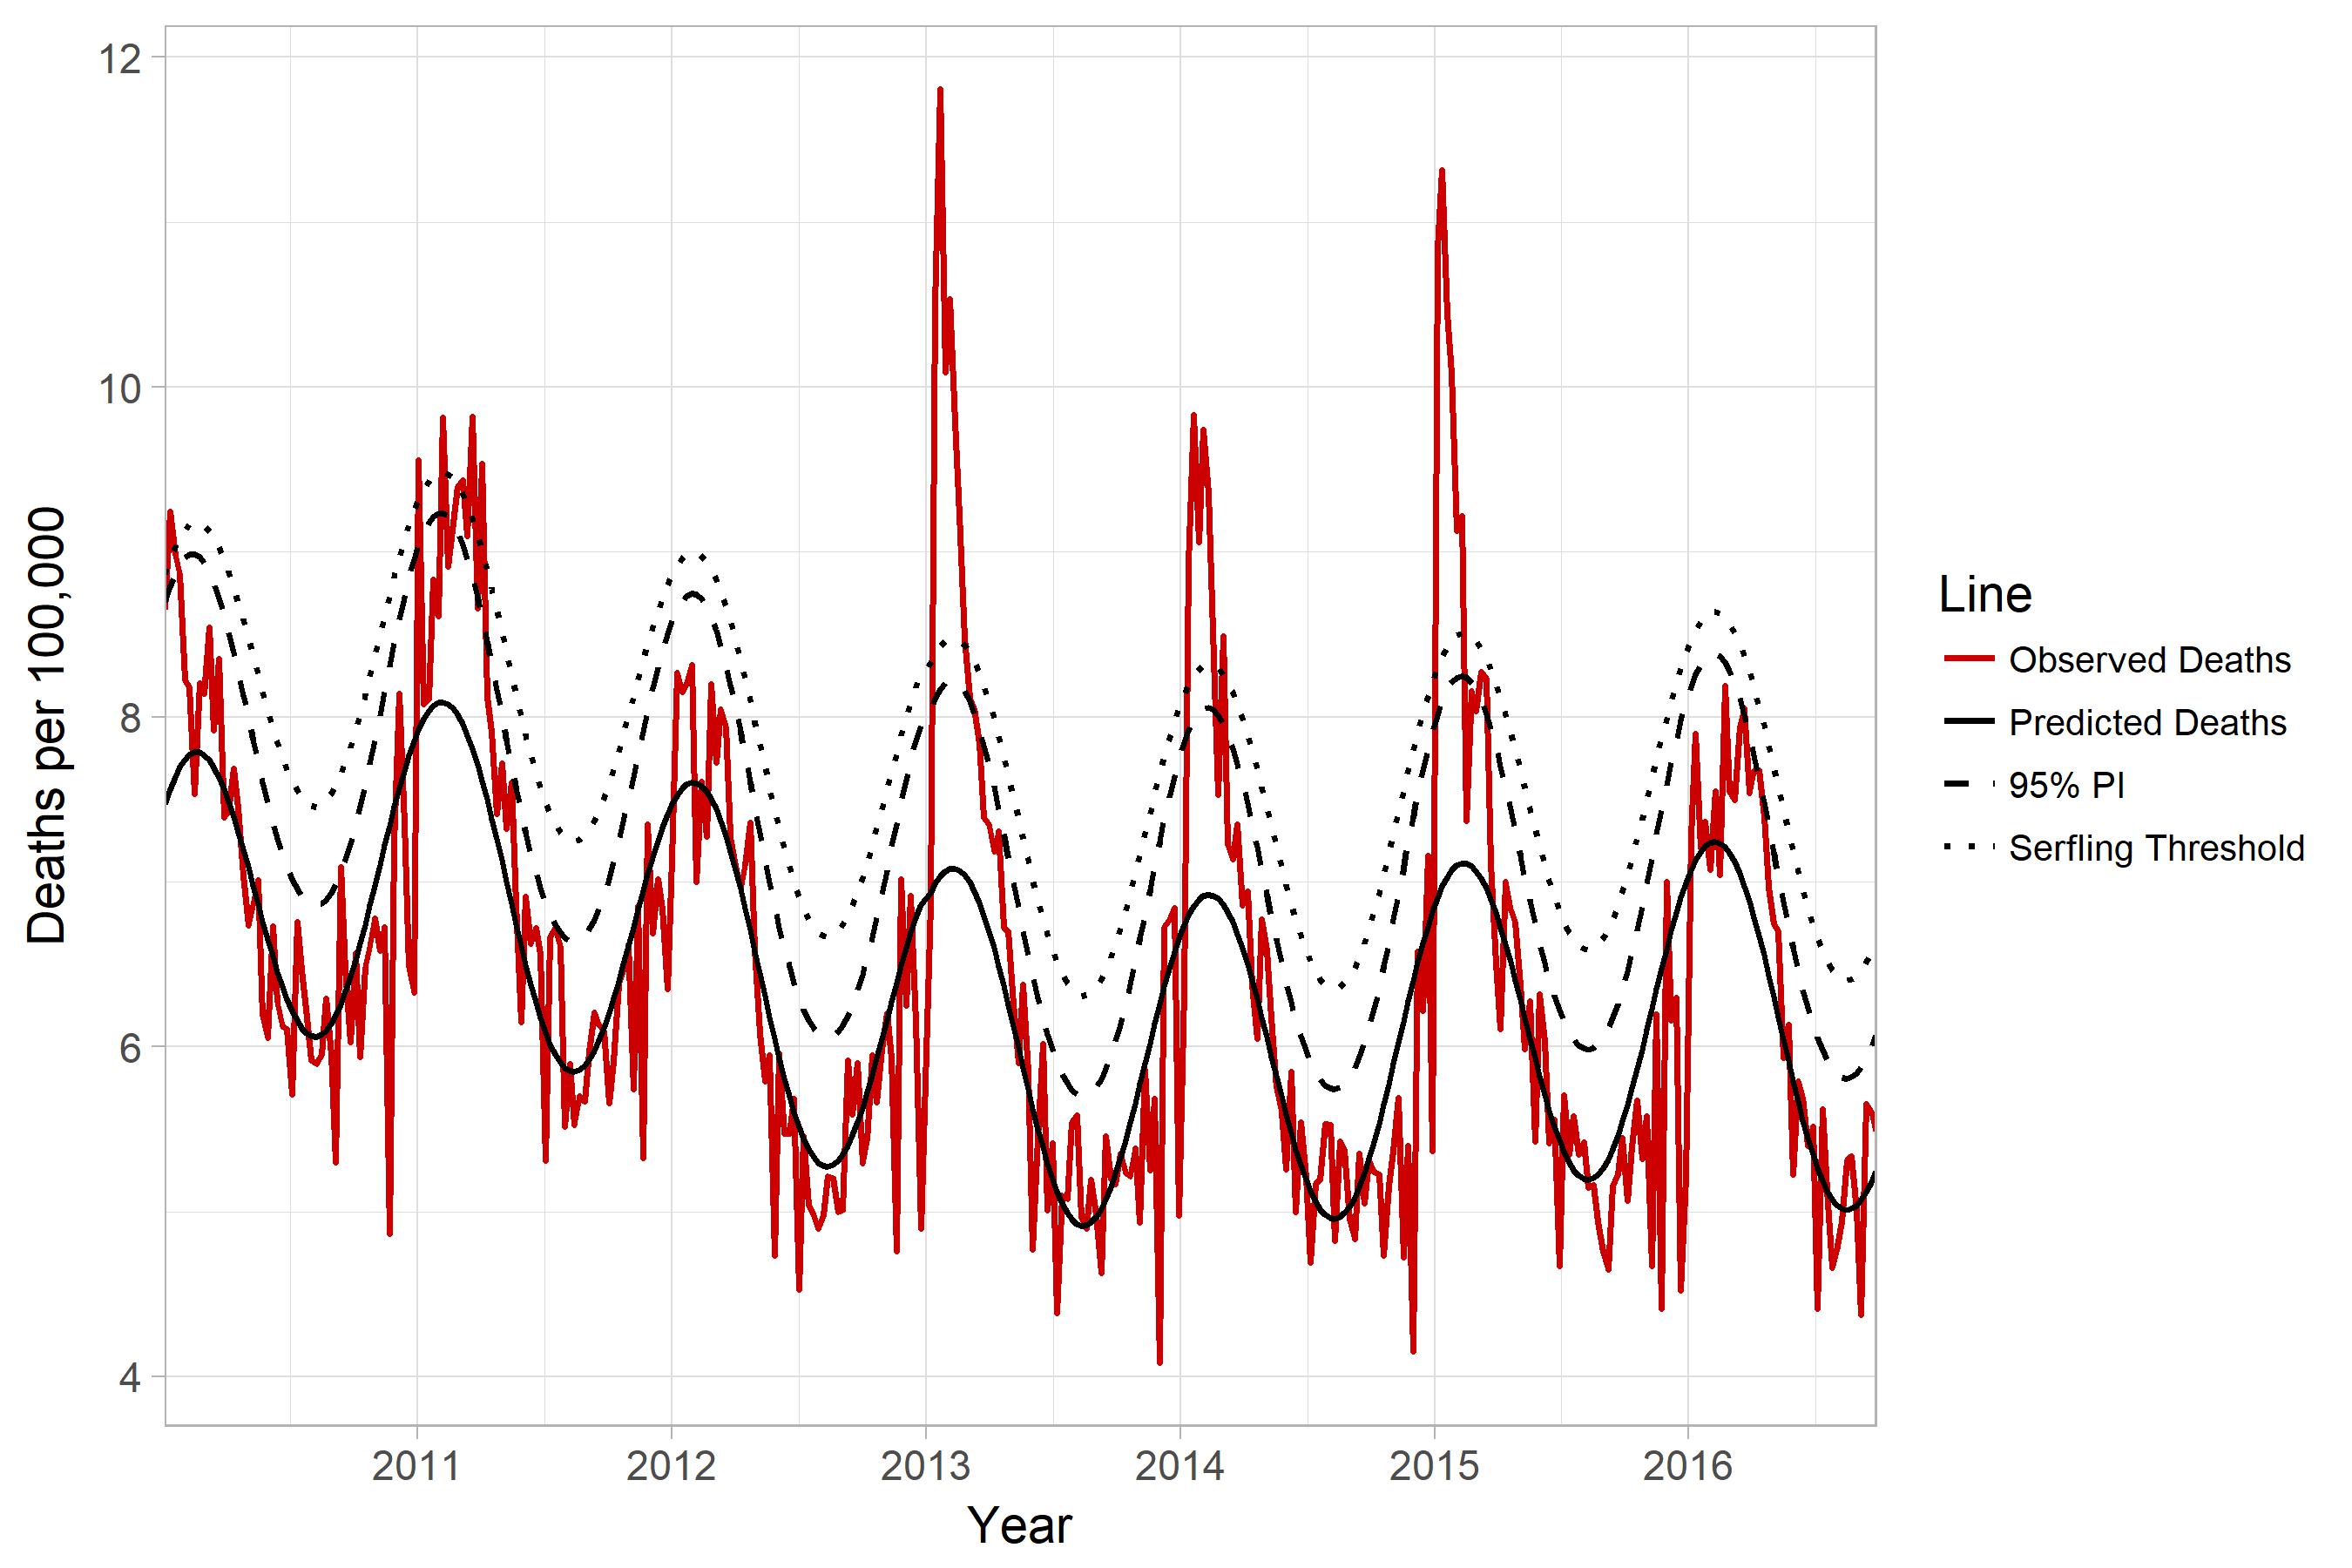 12
10
8
6
4
Deaths per 100,000
2011
2012
2013
2014
2015
2016
Year
Line
Observed Deaths
Predicted Deaths
95% PI
Serfling Threshold